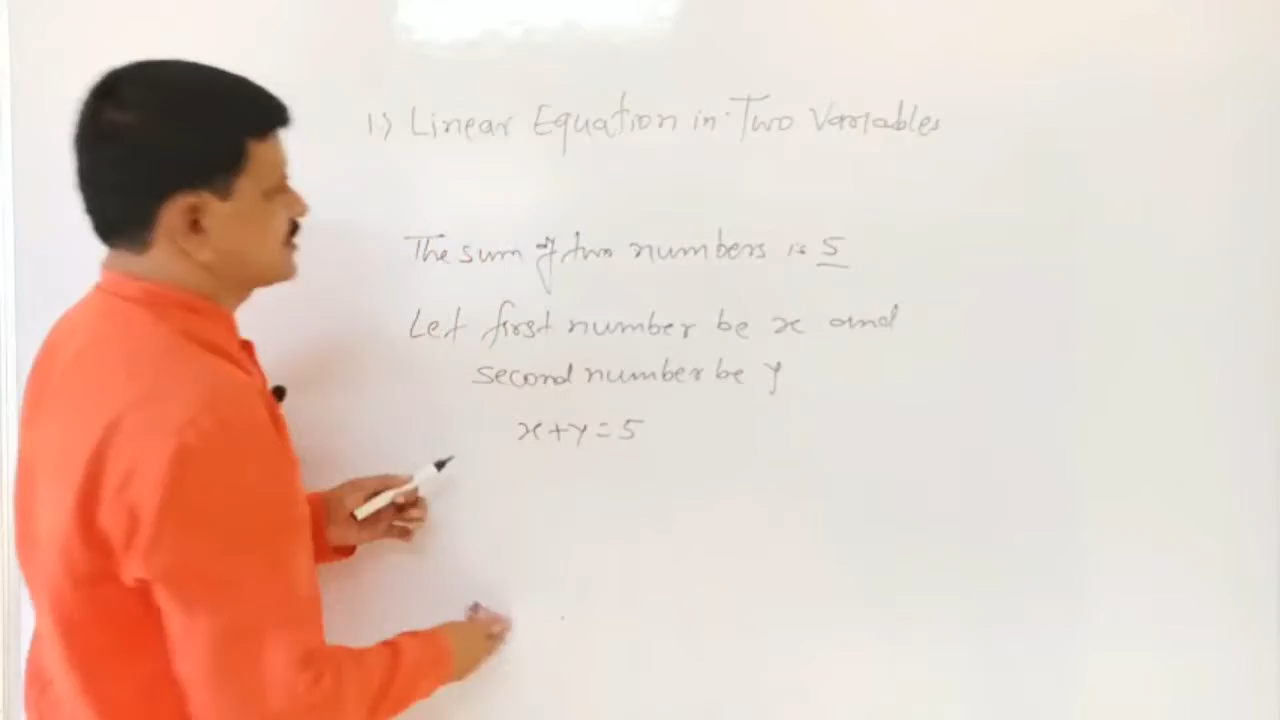 1.) Linear Equation in Two Variables
The sum of two numbers is 5
Let first number be x and
second number be y
x+y=5